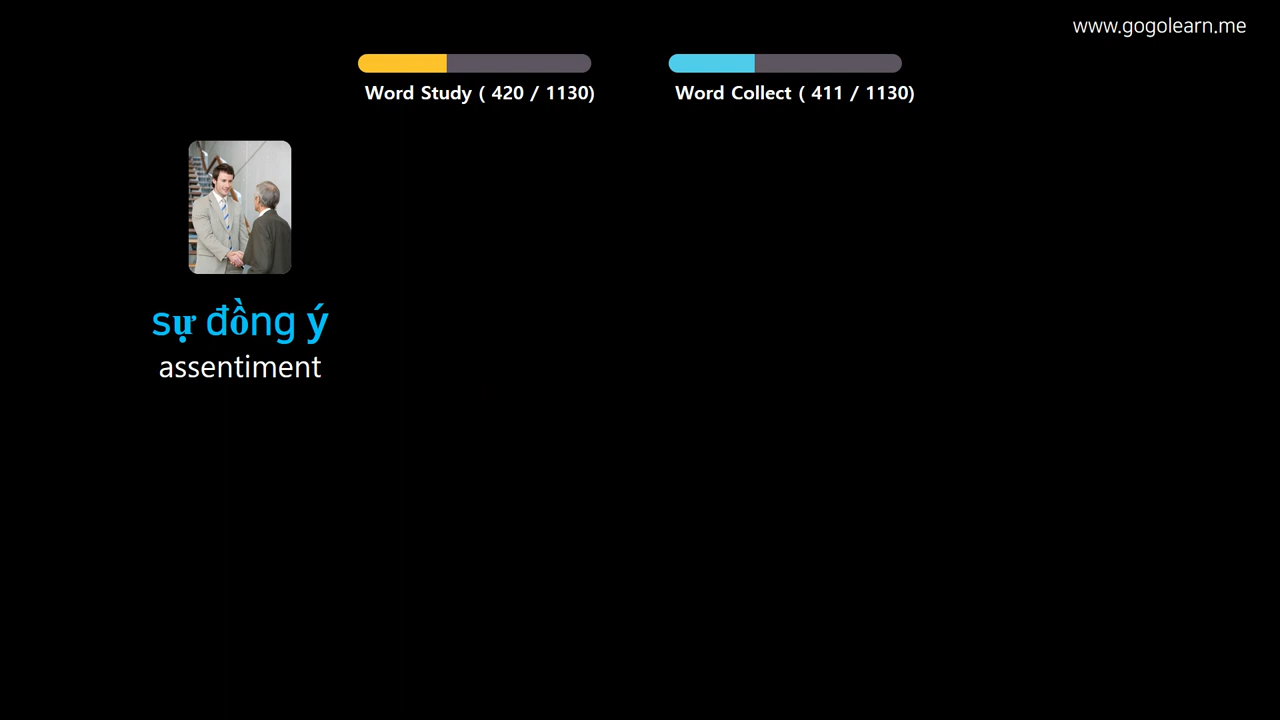 www.gogolearn.me
Word Study ( 420 / 1130)
Word Collect ( 411 / 1130)
sự đồng ý
assentiment